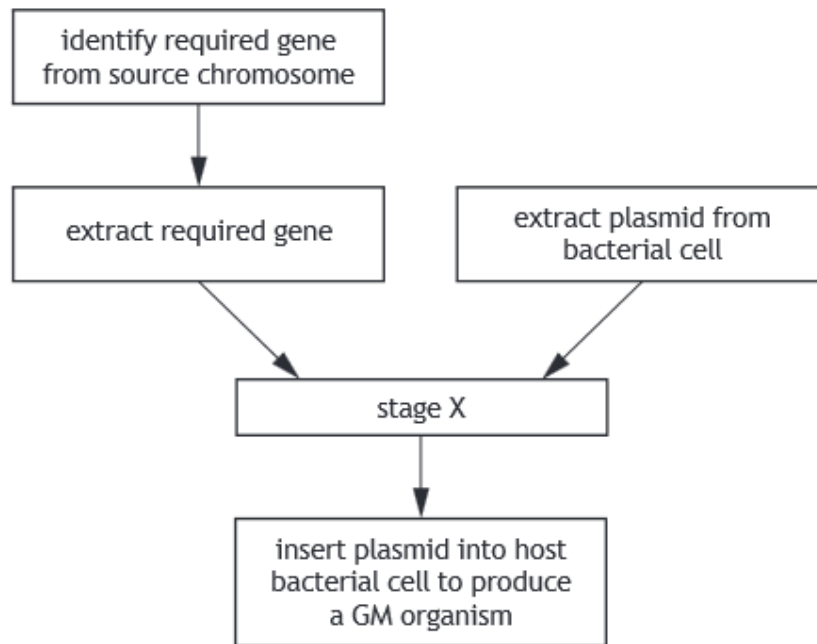 identify required gene
from source chromosome
extract required gene
extract plasmid from
bacterial cell
stage X
insert plasmid into host
bacterial cell to produce
a GM organism